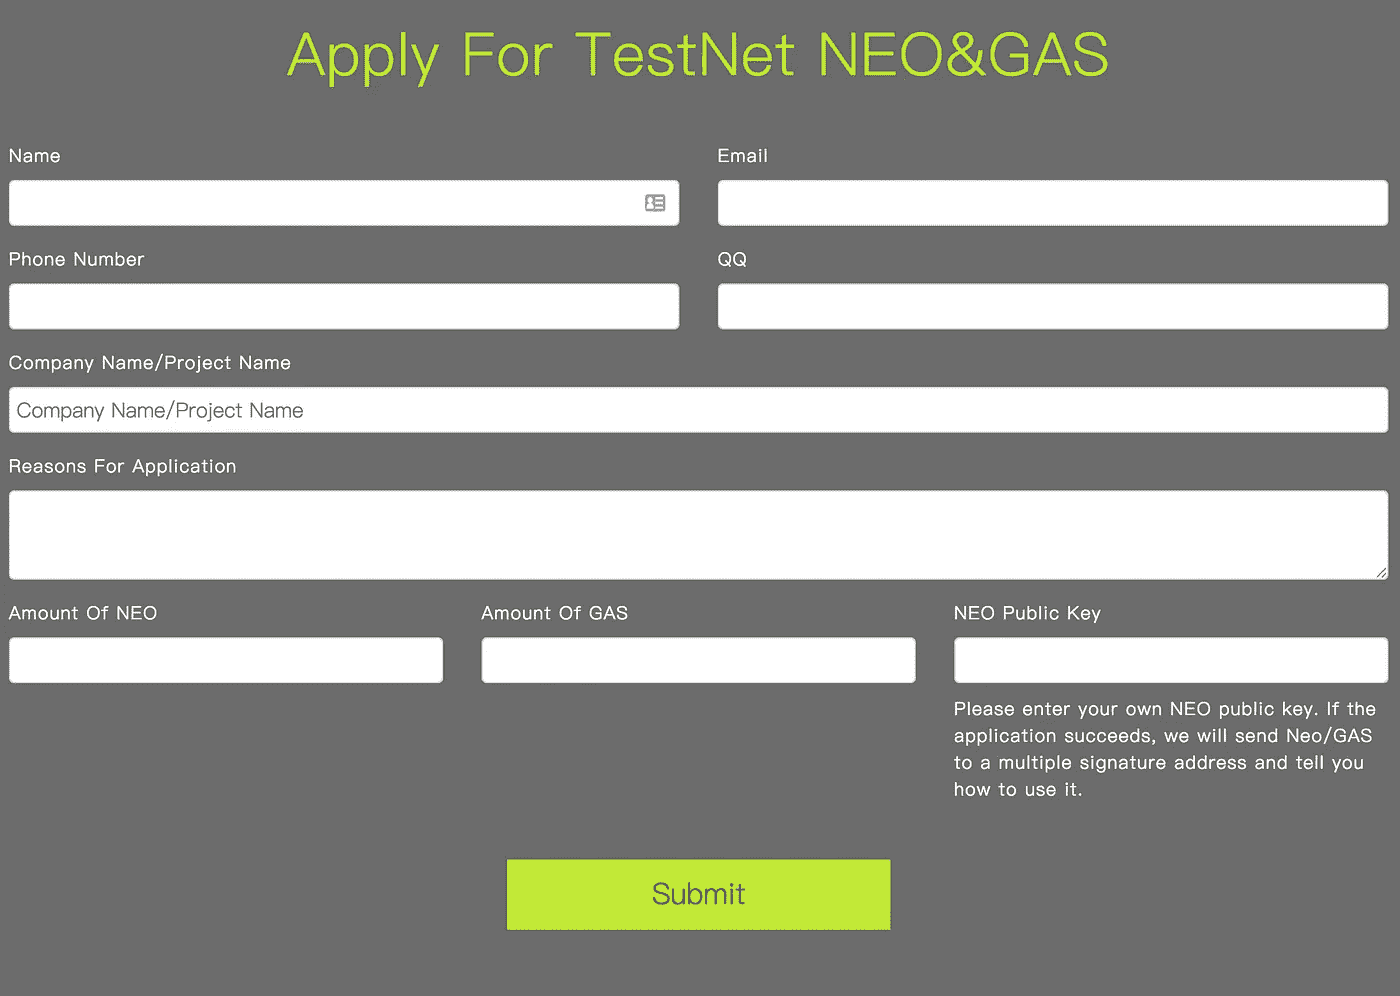 Apply For TestNet NEO&GAS
Name
Email
Phone Number
QQ
Company Name/Project Name
Company Name/Project Name
Reasons For Application
Amount Of NEO
Amount Of GAS
NEO Public Key
Please enter your own NEO public key. If the
application succeeds, we will send Neo/GAS
to a multiple signature address and tell you
how to use it.
Submit